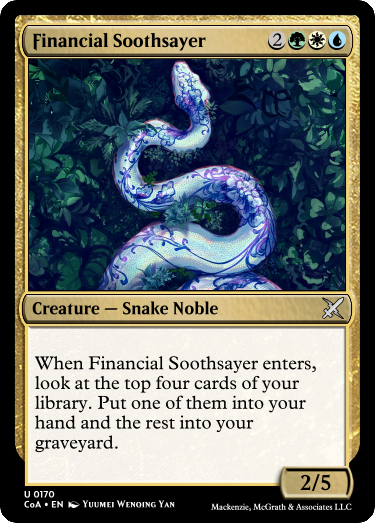 Financial Soothsayer 2
Creature — Snake Noble
When Financial Soothsayer enters,
look at the top four cards of your
library. Put one of them into your
hand and the rest into your
graveyard.
2/5
U 0170
CoA • EN Yuumei Wenqing Yan
Mackenzie, McGrath & Associates LLC